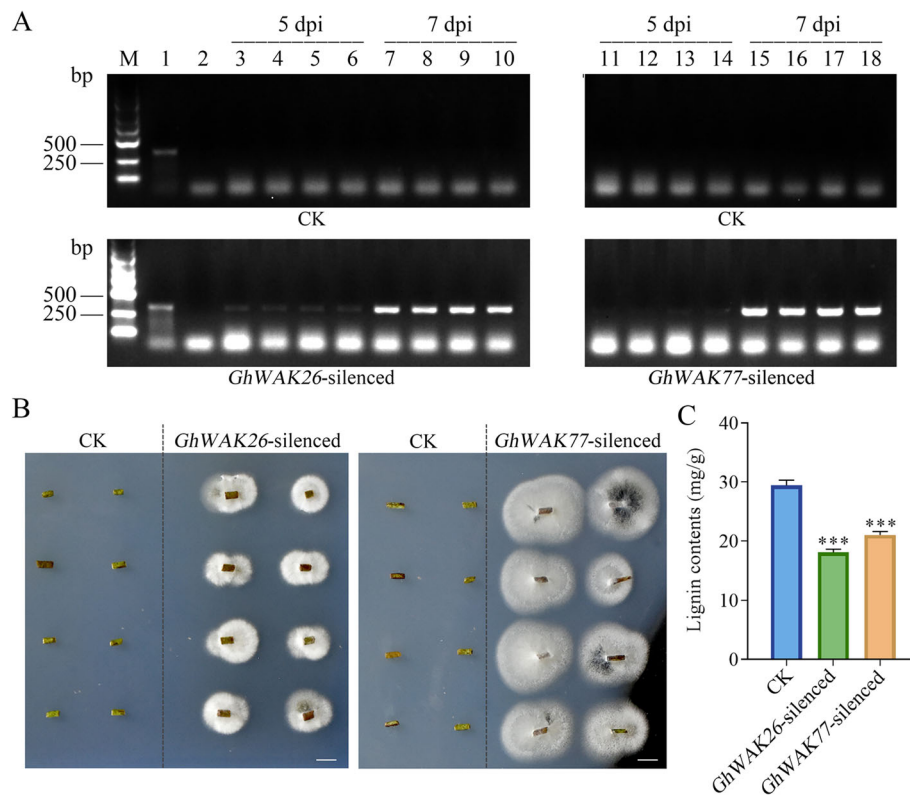 A
5 dpi 7 dpi 5 dpi 7 dpi
M 1 2 3 4 5 6 7 8 9 10 11 12 13 14 15 16 17 18
bp
500
250
CK CK
bp
500
250
GhWAK26-silenced GhWAK77-silenced
B
CK GhWAK26-silenced CK GhWAK77-silenced
C
Lignin contents (mg/g)
40
30
20
10
0
*** ***
CK
GhWAK26-silenced
GhWAK77-silenced